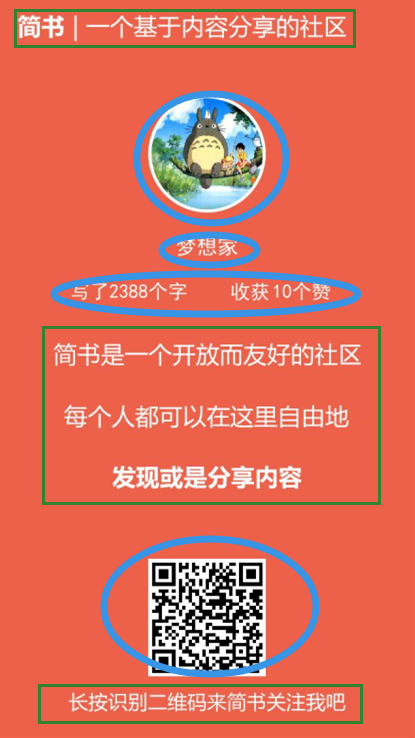 简书 | 一个基于内容分享的社区
梦想家
写了2388个字 收获10个赞
简书是一个开放而友好的社区
每个人都可以在这里自由地
发现或是分享内容
长按识别二维码来简书关注我吧